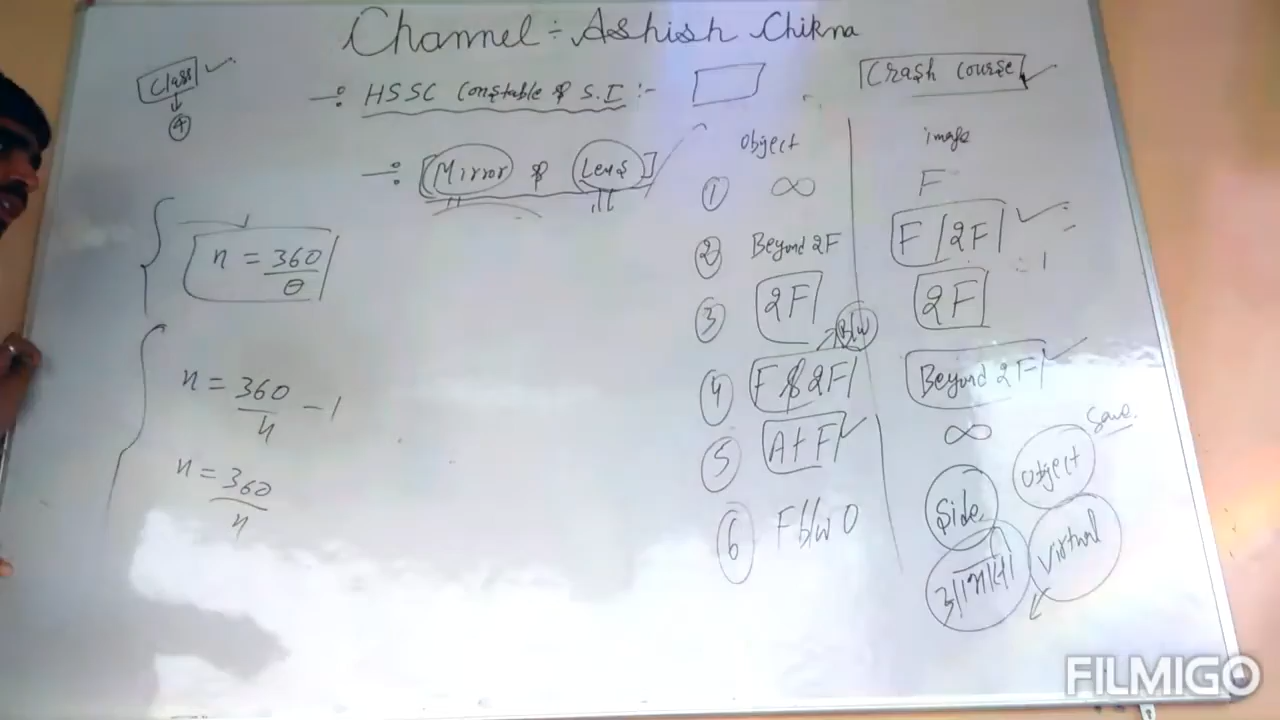 Channel ÷ Ashish Chikna
Class ✓
↓
4
÷ HSSC Constable & S.I :-
Crash course ✓
÷ [Mirror & Lens]
Object | image
① ∞ | F
② Beyond 2F | F/2F ✓
③ 2F | 2F
④ F & 2F b/w | Beyond 2F ✓
⑤ At F ✓ | ∞
⑥ F b/w O | Same Side Object
आभासी Virtual
n = 360/θ
n = 360/n - 1
n = 360/n
FILMIGO